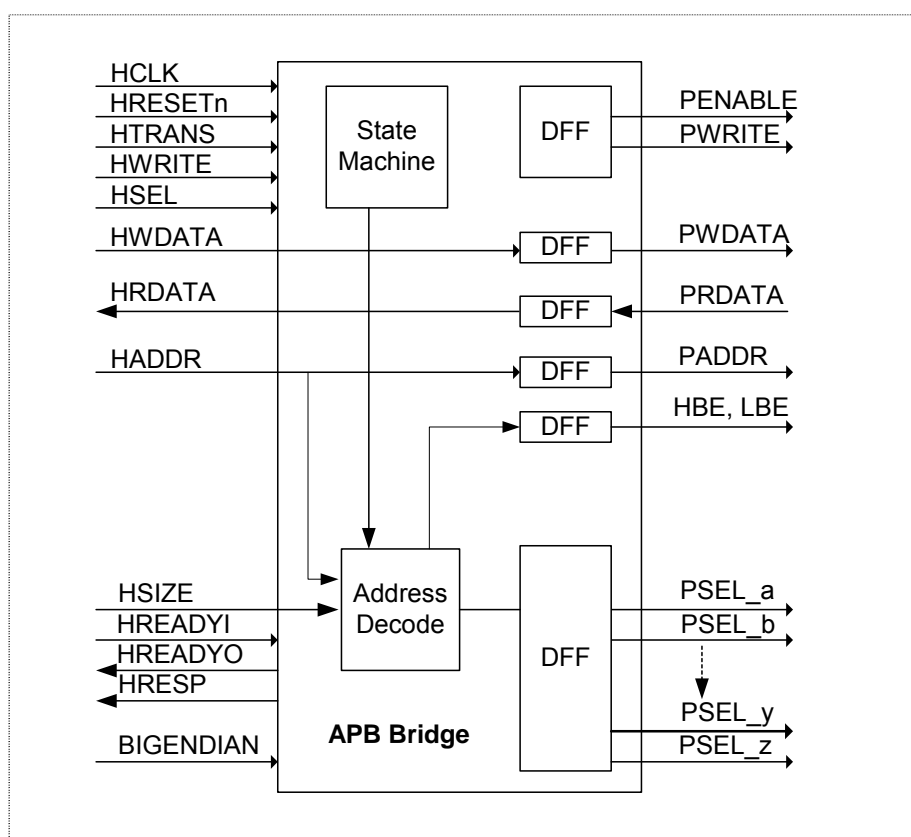 HCLK
HRESETn
HTRANS
HWRITE
HSEL
HWDATA
HRDATA
HADDR
HSIZE
HREADYI
HREADYO
HRESP
BIGENDIAN
State
Machine
Address
Decode
APB Bridge
DFF
DFF
DFF
DFF
DFF
DFF
PENABLE
PWRITE
PWDATA
PRDATA
PADDR
HBE, LBE
PSEL_a
PSEL_b
PSEL_y
PSEL_z